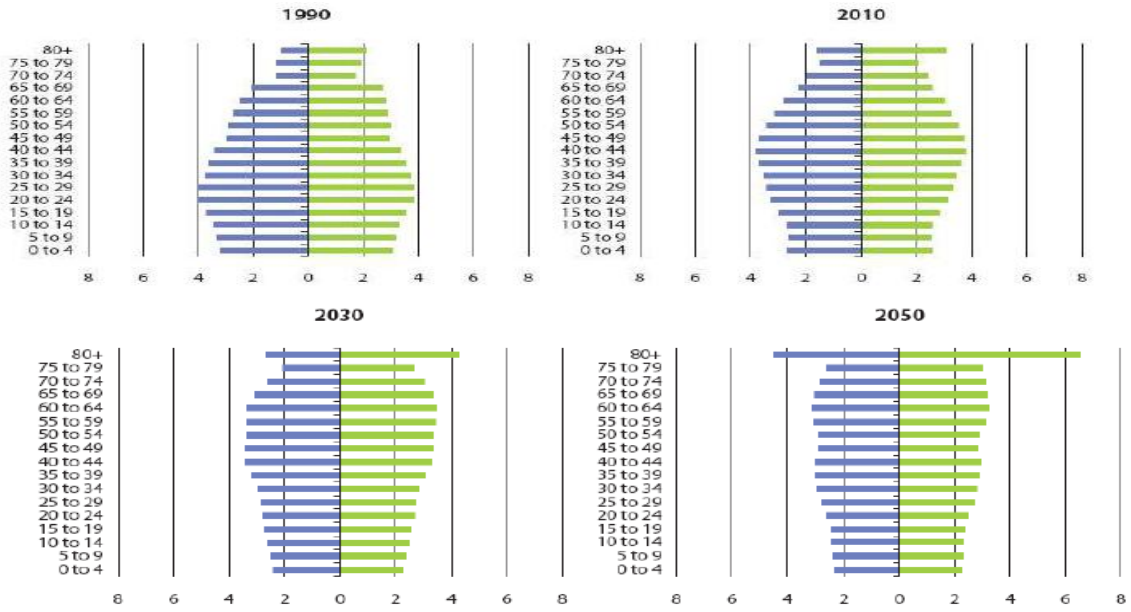 1990
80+
75 to 79
70 to 74
65 to 69
60 to 64
55 to 59
50 to 54
45 to 49
40 to 44
35 to 39
30 to 34
25 to 29
20 to 24
15 to 19
10 to 14
5 to 9
0 to 4
8 6 4 2 0 2 4 6 8
2010
80+
75 to 79
70 to 74
65 to 69
60 to 64
55 to 59
50 to 54
45 to 49
40 to 44
35 to 39
30 to 34
25 to 29
20 to 24
15 to 19
10 to 14
5 to 9
0 to 4
8 6 4 2 0 2 4 6 8
2030
80+
75 to 79
70 to 74
65 to 69
60 to 64
55 to 59
50 to 54
45 to 49
40 to 44
35 to 39
30 to 34
25 to 29
20 to 24
15 to 19
10 to 14
5 to 9
0 to 4
8 6 4 2 0 2 4 6 8
2050
80+
75 to 79
70 to 74
65 to 69
60 to 64
55 to 59
50 to 54
45 to 49
40 to 44
35 to 39
30 to 34
25 to 29
20 to 24
15 to 19
10 to 14
5 to 9
0 to 4
8 6 4 2 0 2 4 6 8